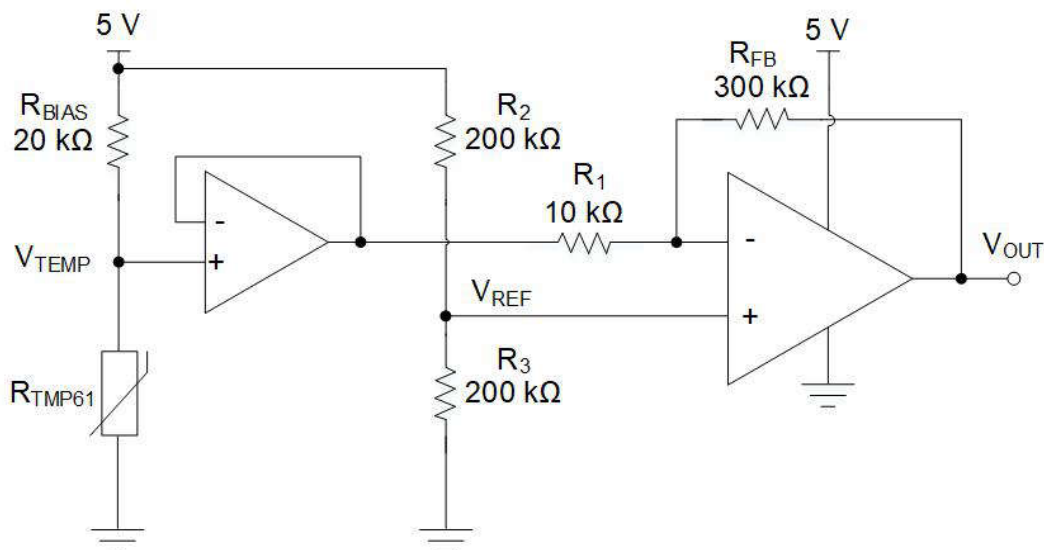 5 V
5 V
RBIAS
20 kΩ
R2
200 kΩ
RFB
300 kΩ
R1
10 kΩ
-
+
VTEMP
VREF
-
+
VOUT
RTMP61
R3
200 kΩ